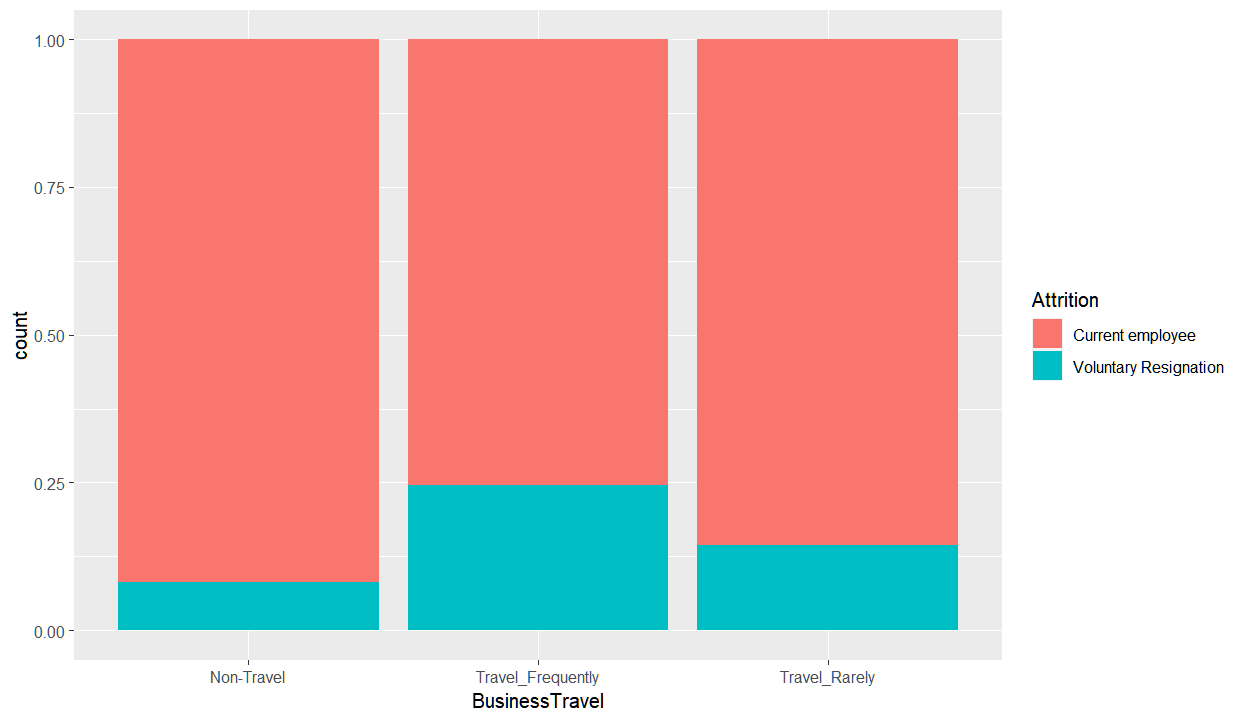 1.00
0.75
0.50
0.25
0.00
count
Non-Travel
Travel_Frequently
Travel_Rarely
BusinessTravel
Attrition
Current employee
Voluntary Resignation